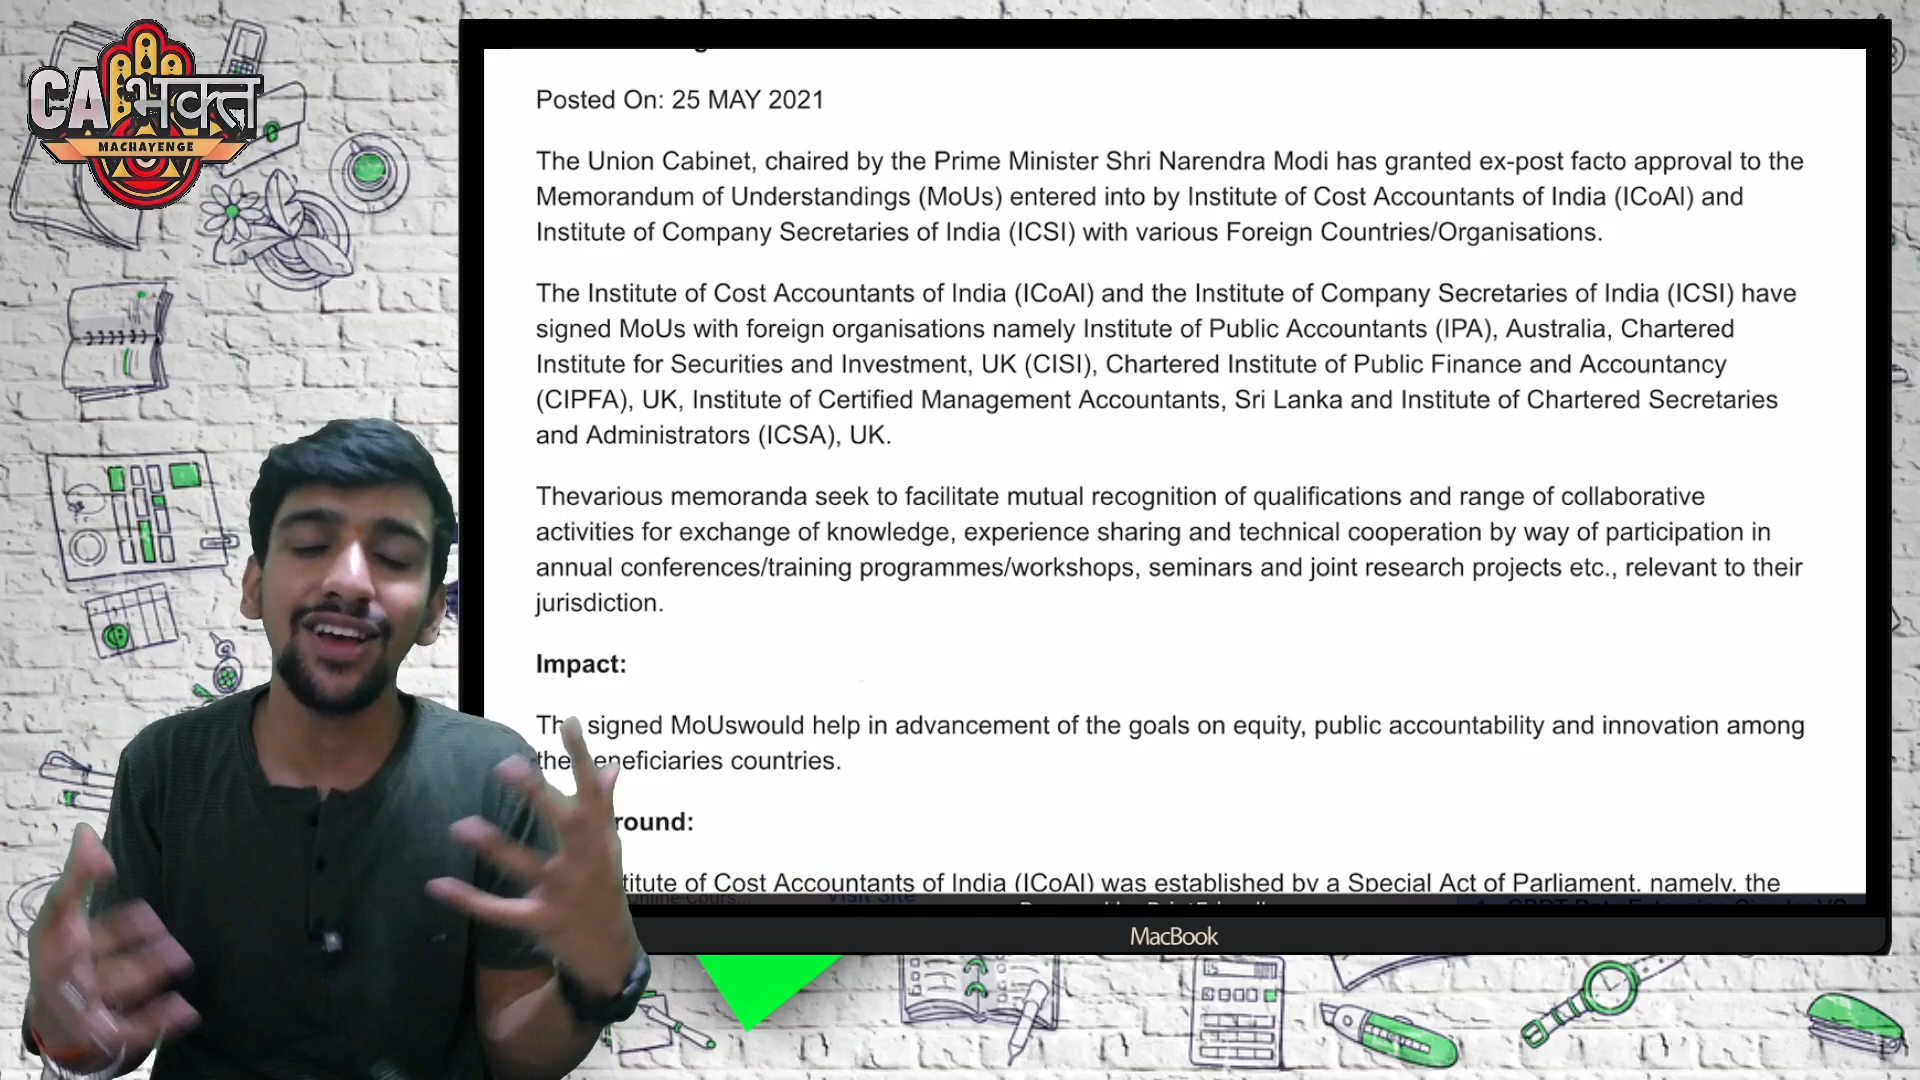 CA भक्त
MACHAYENGE
Posted On: 25 MAY 2021
The Union Cabinet, chaired by the Prime Minister Shri Narendra Modi has granted ex-post facto approval to the
Memorandum of Understandings (MoUs) entered into by Institute of Cost Accountants of India (ICoAI) and
Institute of Company Secretaries of India (ICSI) with various Foreign Countries/Organisations.
The Institute of Cost Accountants of India (ICoAI) and the Institute of Company Secretaries of India (ICSI) have
signed MoUs with foreign organisations namely Institute of Public Accountants (IPA), Australia, Chartered
Institute for Securities and Investment, UK (CISI), Chartered Institute of Public Finance and Accountancy
(CIPFA), UK, Institute of Certified Management Accountants, Sri Lanka and Institute of Chartered Secretaries
and Administrators (ICSA), UK.
Thevarious memoranda seek to facilitate mutual recognition of qualifications and range of collaborative
activities for exchange of knowledge, experience sharing and technical cooperation by way of participation in
annual conferences/training programmes/workshops, seminars and joint research projects etc., relevant to their
jurisdiction.
Impact:
The signed MoUswould help in advancement of the goals on equity, public accountability and innovation among
the beneficiaries countries.
round:
titute of Cost Accountants of India (ICoAI) was established by a Special Act of Parliament, namely, the
Visit Site
MacBook